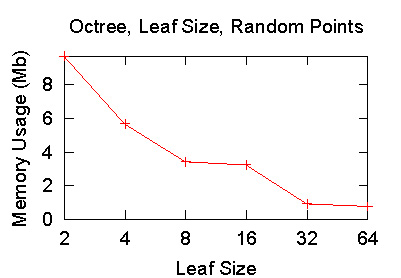 Octree, Leaf Size, Random Points
Memory Usage (Mb)
8
6
4
2
0
2 4 8 16 32 64
Leaf Size